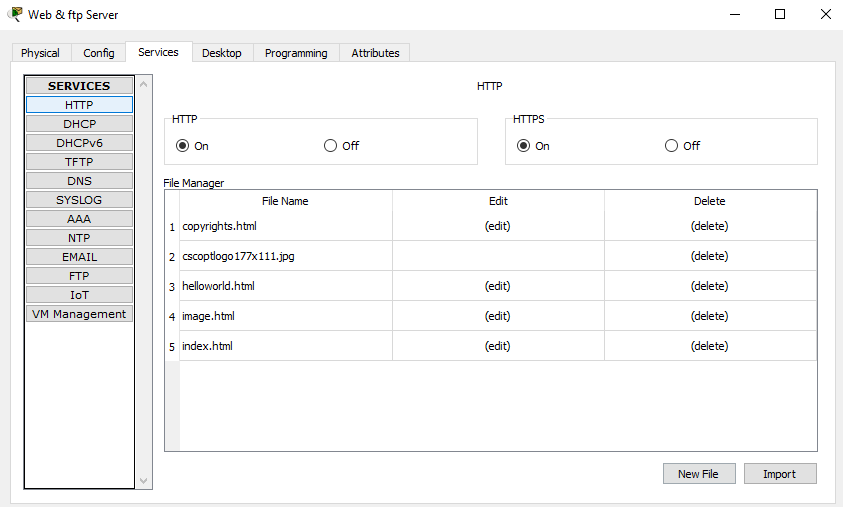 Web & ftp Server
Physical Config Services Desktop Programming Attributes
SERVICES
HTTP
DHCP
DHCPv6
TFTP
DNS
SYSLOG
AAA
NTP
EMAIL
FTP
IoT
VM Management
HTTP
HTTP
On Off
HTTPS
On Off
File Manager
File Name Edit Delete
1 copyrights.html (edit) (delete)
2 cscoptlogo177x111.jpg (delete)
3 helloworld.html (edit) (delete)
4 image.html (edit) (delete)
5 index.html (edit) (delete)
New File Import